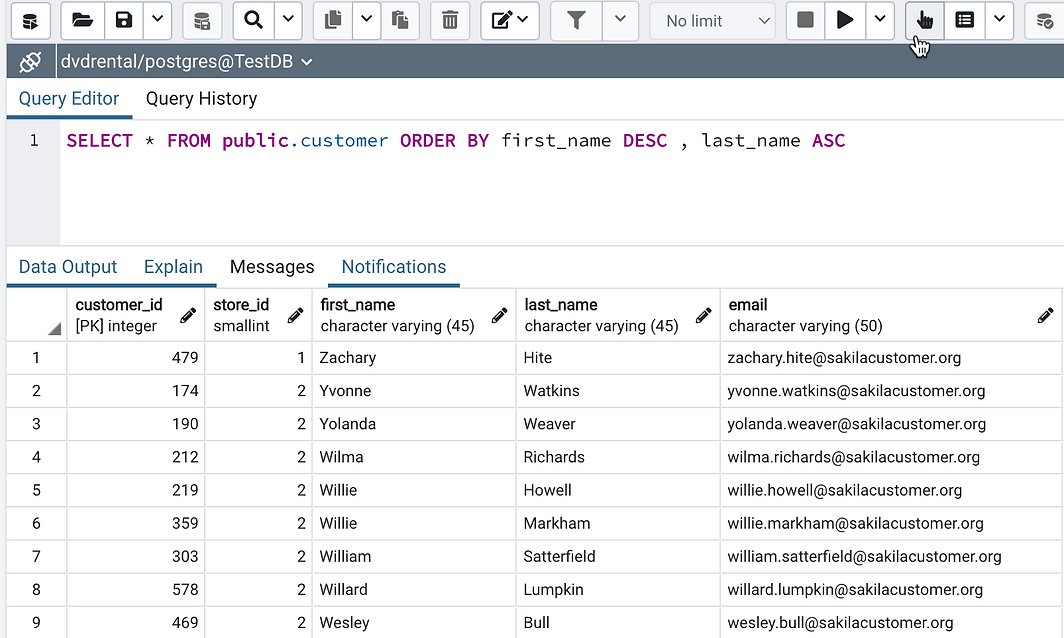 No limit
dvdrental/postgres@TestDB
Query Editor Query History
1 SELECT * FROM public.customer ORDER BY first_name DESC , last_name ASC
Data Output Explain Messages Notifications
customer_id store_id first_name last_name email
[PK] integer smallint character varying (45) character varying (45) character varying (50)
1 479 1 Zachary Hite zachary.hite@sakilacustomer.org
2 174 2 Yvonne Watkins yvonne.watkins@sakilacustomer.org
3 190 2 Yolanda Weaver yolanda.weaver@sakilacustomer.org
4 212 2 Wilma Richards wilma.richards@sakilacustomer.org
5 219 2 Willie Howell willie.howell@sakilacustomer.org
6 359 2 Willie Markham willie.markham@sakilacustomer.org
7 303 2 William Satterfield william.satterfield@sakilacustomer.org
8 578 2 Willard Lumpkin willard.lumpkin@sakilacustomer.org
9 469 2 Wesley Bull wesley.bull@sakilacustomer.org